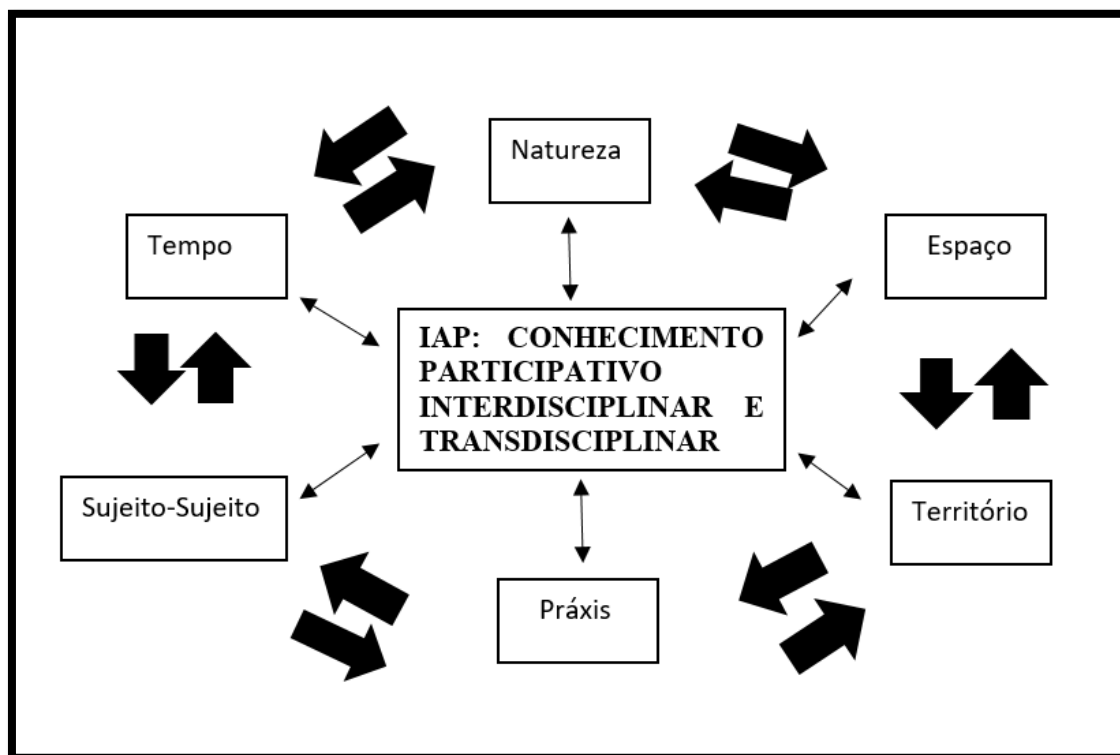 Natureza
Tempo
Espaço
IAP: CONHECIMENTO
PARTICIPATIVO
INTERDISCIPLINAR E
TRANSDISCIPLINAR
Sujeito-Sujeito
Território
Práxis